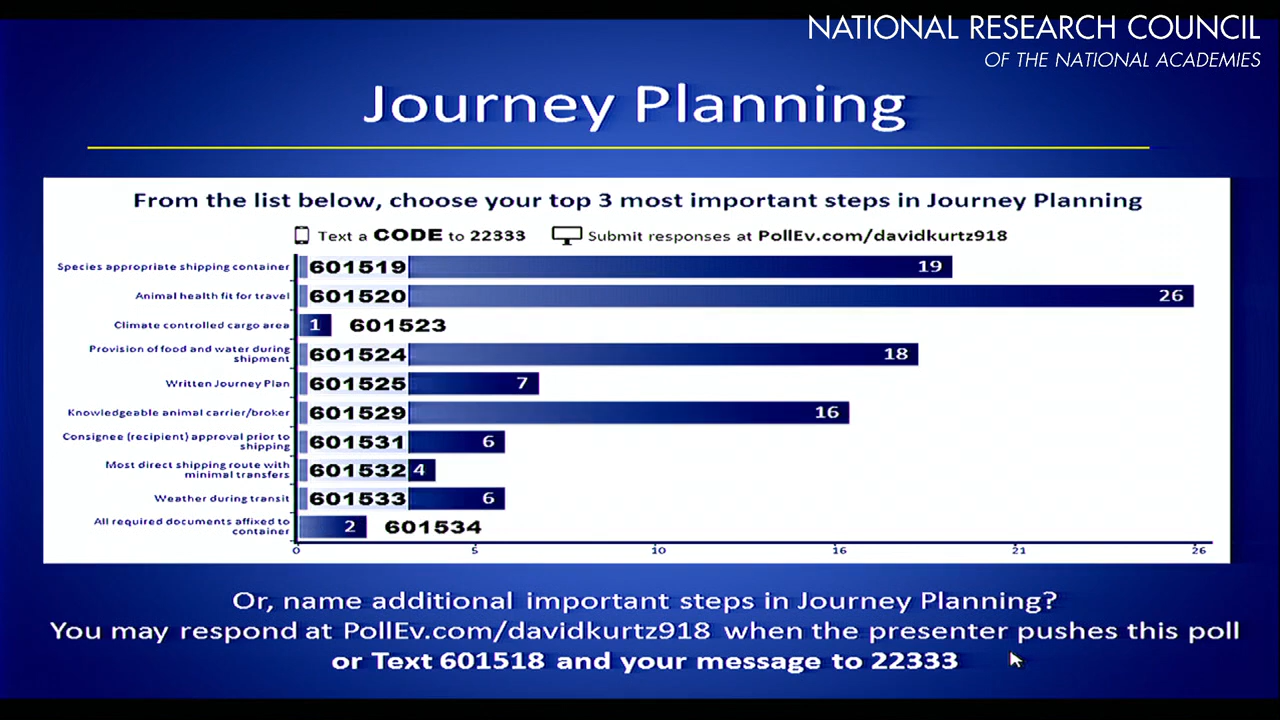 NATIONAL RESEARCH COUNCIL
OF THE NATIONAL ACADEMIES
Journey Planning
From the list below, choose your top 3 most important steps in Journey Planning
Text a CODE to 22333 Submit responses at PollEv.com/davidkurtz918
Species appropriate shipping container 601519 19
Animal health fit for travel 601520 26
Climate controlled cargo area 1 601523
Provision of food and water during
shipment 601524 18
Written Journey Plan 601525 7
Knowledgeable animal carrier/broker 601529 16
Consignee (recipient) approval prior to
shipping 601531 6
Most direct shipping route with
minimal transfers 601532 4
Weather during transit 601533 6
All required documents affixed to
container 2 601534
0 5 10 16 21 26
Or, name additional important steps in Journey Planning?
You may respond at PollEv.com/davidkurtz918 when the presenter pushes this poll
or Text 601518 and your message to 22333